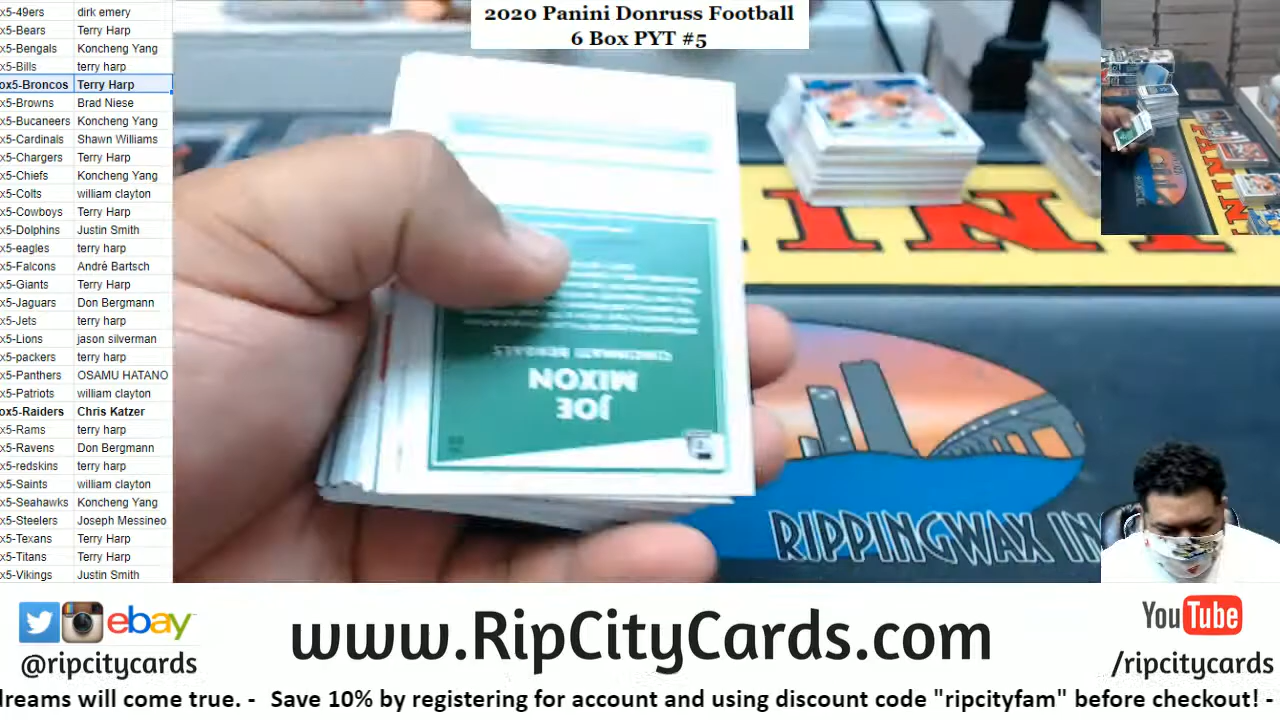 2020 Panini Donruss Football
6 Box PYT #5
x5-49ers dirk emery
x5-Bears Terry Harp
x5-Bengals Koncheng Yang
x5-Bills terry harp
ox5-Broncos Terry Harp
x5-Browns Brad Niese
x5-Bucaneers Koncheng Yang
x5-Cardinals Shawn Williams
x5-Chargers Terry Harp
x5-Chiefs Koncheng Yang
x5-Colts william clayton
x5-Cowboys Terry Harp
x5-Dolphins Justin Smith
x5-eagles terry harp
x5-Falcons André Bartsch
x5-Giants Terry Harp
x5-Jaguars Don Bergmann
x5-Jets terry harp
x5-Lions jason silverman
x5-packers terry harp
x5-Panthers OSAMU HATANO
x5-Patriots william clayton
ox5-Raiders Chris Katzer
x5-Rams terry harp
x5-Ravens Don Bergmann
x5-redskins terry harp
x5-Saints william clayton
x5-Seahawks Koncheng Yang
x5-Steelers Joseph Messineo
x5-Texans Terry Harp
x5-Titans Terry Harp
x5-Vikings Justin Smith
JOE
MIXON
CINCINNATI BENGALS
RIPPINGWAX IN
ebay
@ripcitycards
www.RipCityCards.com
YouTube
/ripcitycards
dreams will come true. - Save 10% by registering for account and using discount code "ripcityfam" before checkout! -